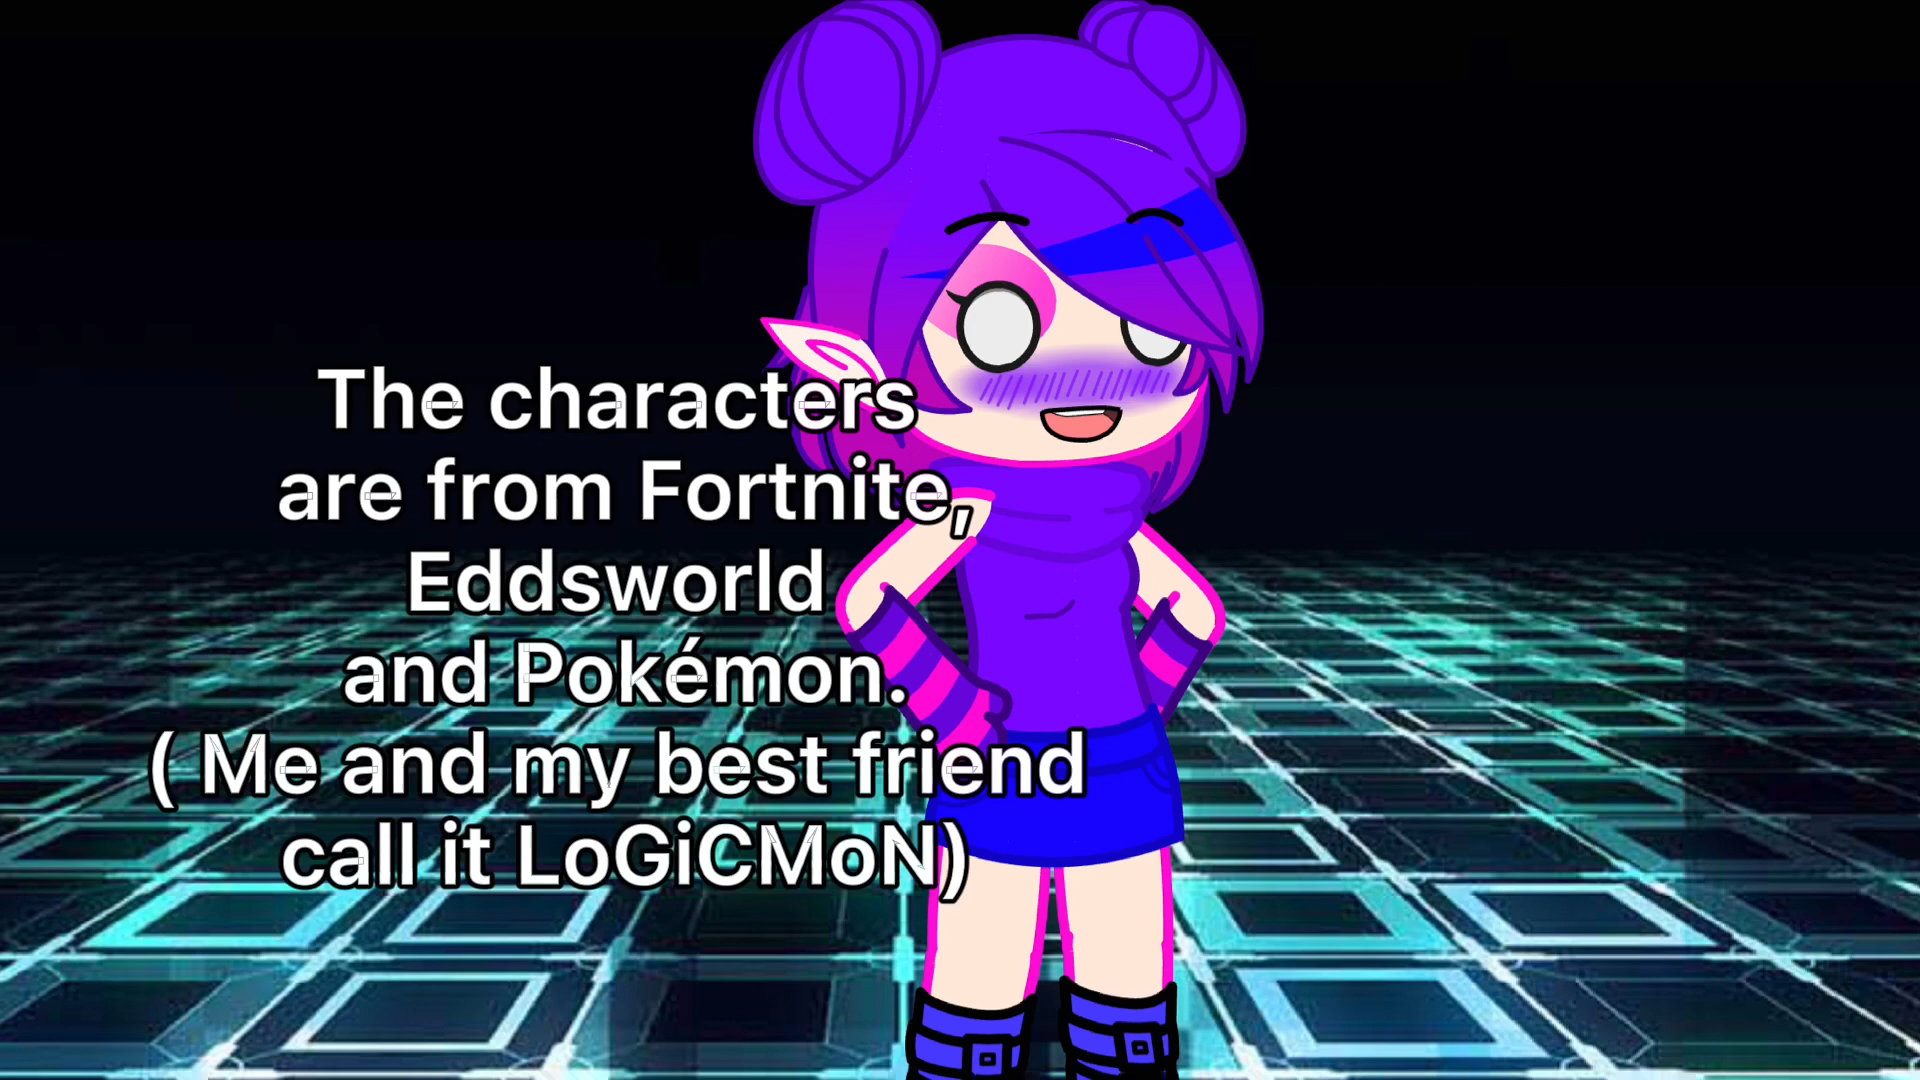 The characters
are from Fortnite,
Eddsworld
and Pokémon.
( Me and my best friend
call it LoGiCMoN)